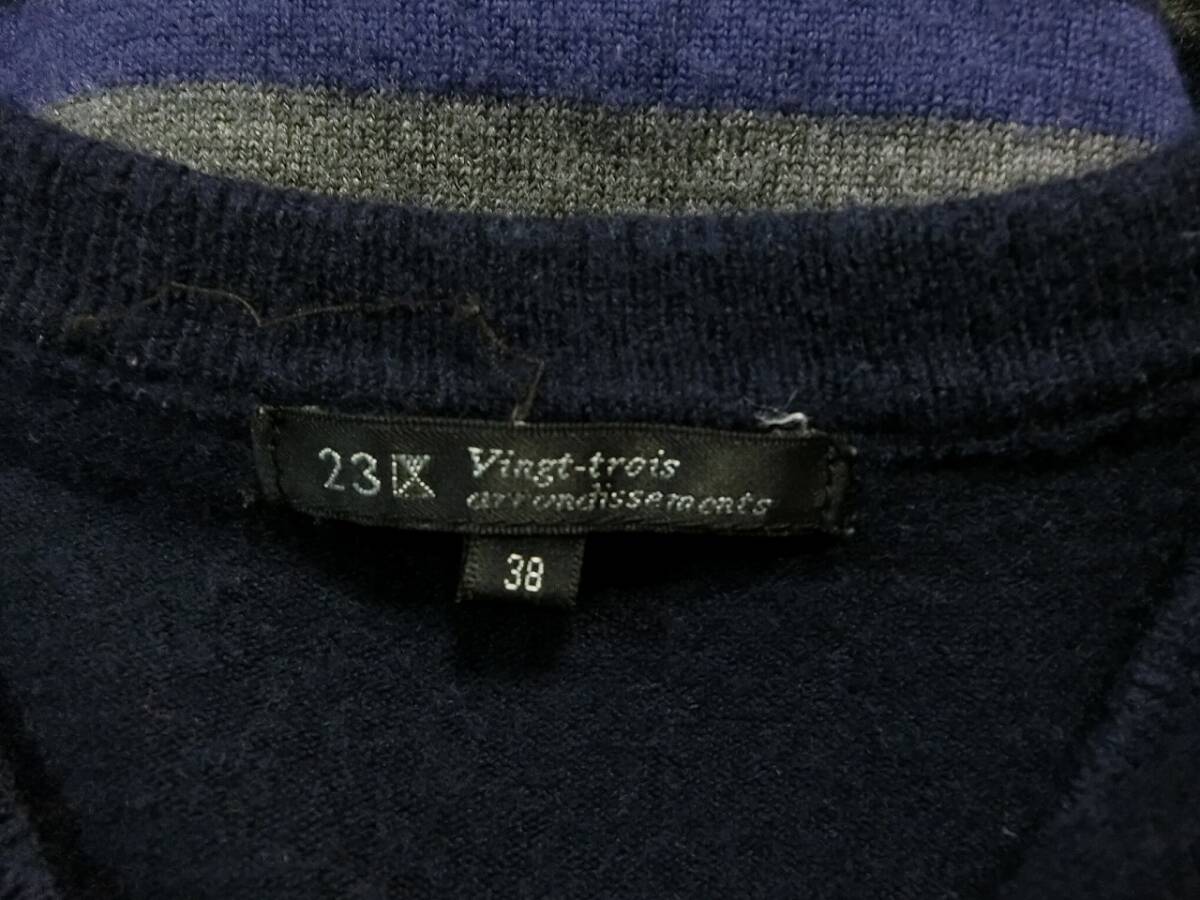 23区 Vingt-trois
arrondissements
38